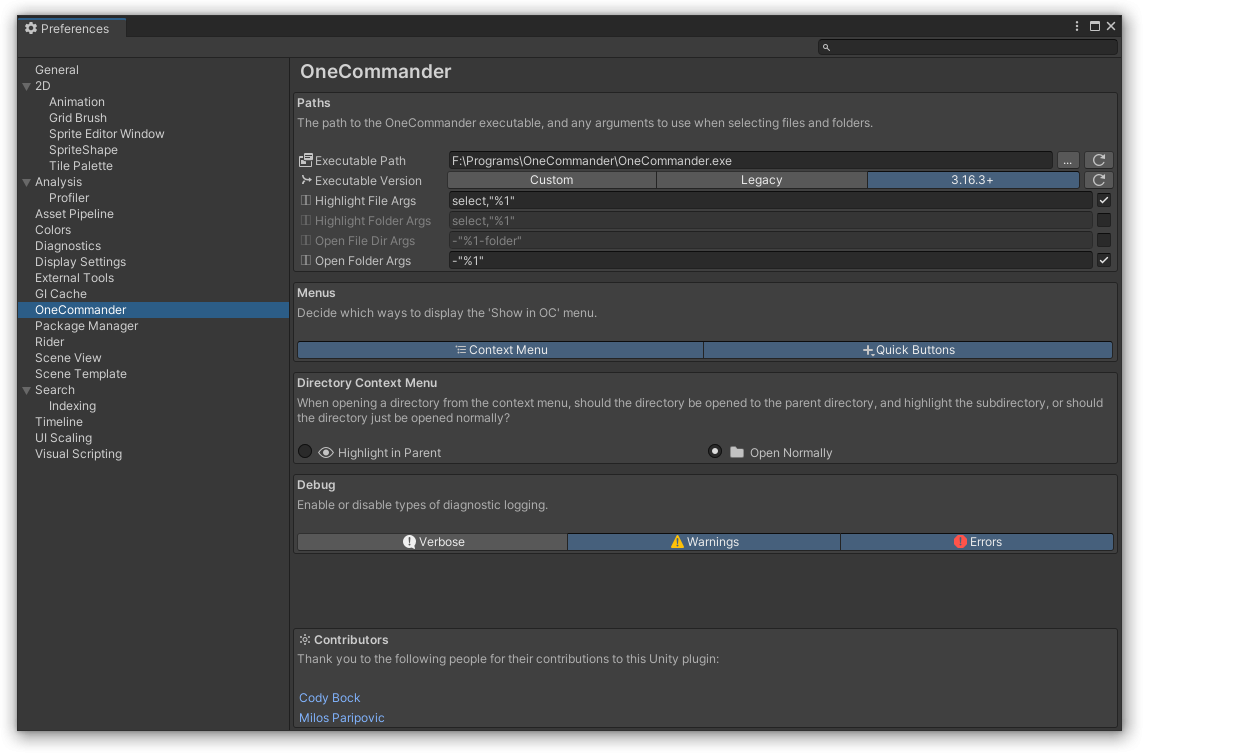 Preferences
General
2D
Animation
Grid Brush
Sprite Editor Window
SpriteShape
Tile Palette
Analysis
Profiler
Asset Pipeline
Colors
Diagnostics
Display Settings
External Tools
GI Cache
OneCommander
Package Manager
Rider
Scene View
Scene Template
Search
Indexing
Timeline
UI Scaling
Visual Scripting
OneCommander
Paths
The path to the OneCommander executable, and any arguments to use when selecting files and folders.
Executable Path F:\Programs\OneCommander\OneCommander.exe ...
Executable Version Custom Legacy 3.16.3+
Highlight File Args select,"%1"
Highlight Folder Args select,"%1"
Open File Dir Args -"%1-folder"
Open Folder Args -"%1"
Menus
Decide which ways to display the 'Show in OC' menu.
Context Menu Quick Buttons
Directory Context Menu
When opening a directory from the context menu, should the directory be opened to the parent directory, and highlight the subdirectory, or should
the directory just be opened normally?
Highlight in Parent Open Normally
Debug
Enable or disable types of diagnostic logging.
Verbose Warnings Errors
Contributors
Thank you to the following people for their contributions to this Unity plugin:
Cody Bock
Milos Paripovic